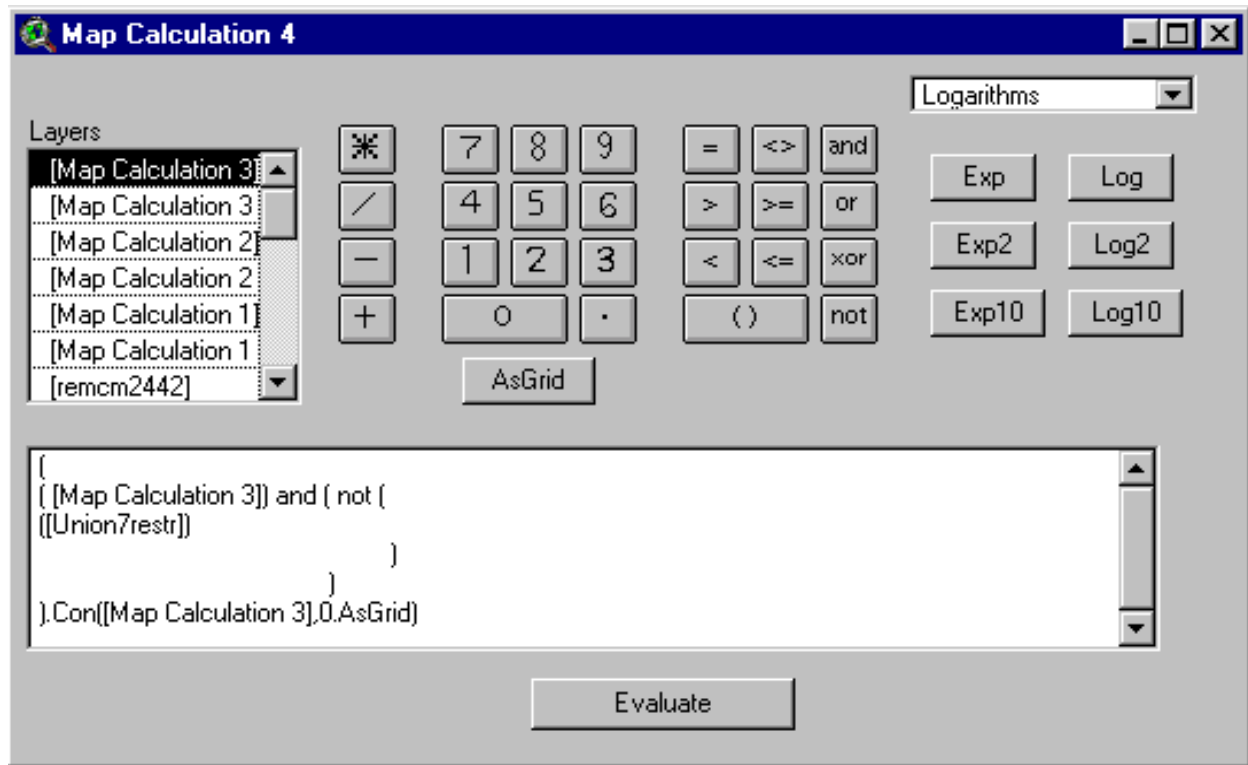 Map Calculation 4
Logarithms
Layers
[Map Calculation 3]
[Map Calculation 3
[Map Calculation 2]
[Map Calculation 2
[Map Calculation 1]
[Map Calculation 1
[remcm2442]
* 7 8 9 = <> and
/ 4 5 6 > >= or
- 1 2 3 < <= xor
+ 0 . ( ) not
AsGrid
Exp Log
Exp2 Log2
Exp10 Log10
(
( [Map Calculation 3]) and ( not (
([Union7restr])
)
)
).Con([Map Calculation 3],0.AsGrid)
Evaluate